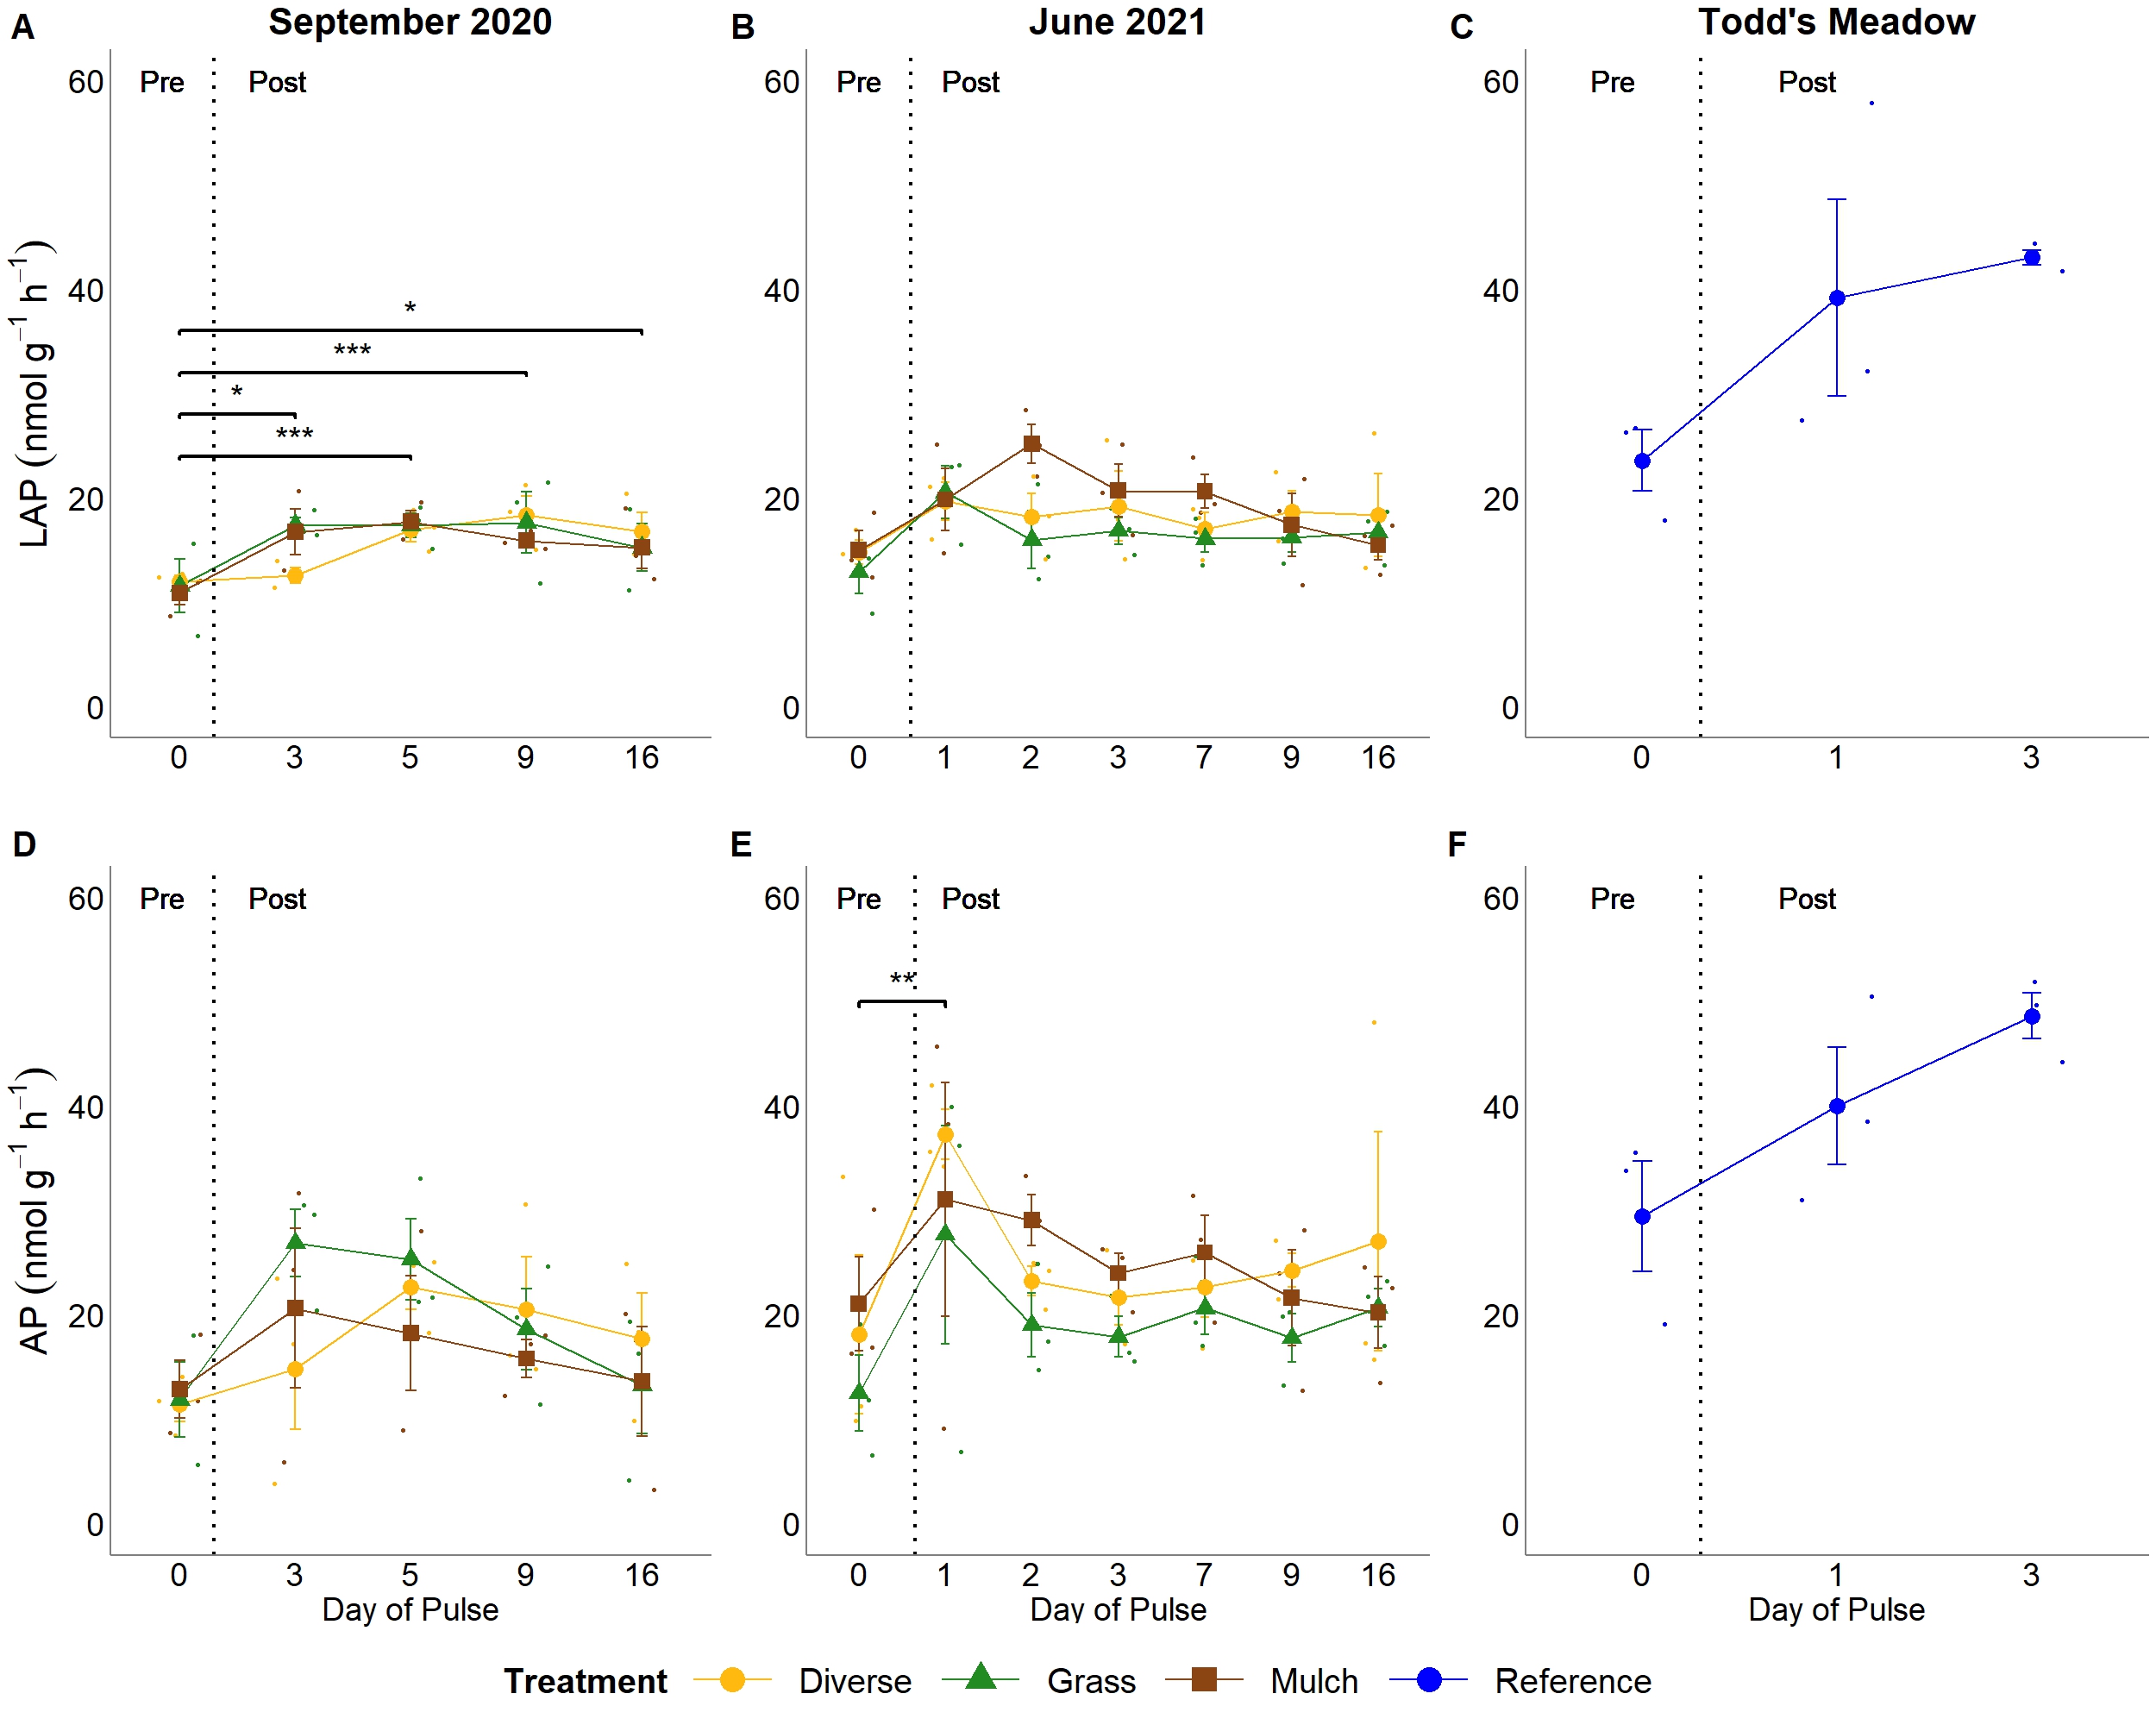 A September 2020 B June 2021 C Todd's Meadow
60 Pre Post 60 Pre Post 60 Pre Post
LAP (nmol g⁻¹ h⁻¹)
40 40 40
*
***
*
***
20 20 20
0 0 0
0 3 5 9 16 0 1 2 3 7 9 16 0 1 3
D E F
60 Pre Post 60 Pre Post 60 Pre Post
**
AP (nmol g⁻¹ h⁻¹)
40 40 40
20 20 20
0 0 0
0 3 5 9 16 0 1 2 3 7 9 16 0 1 3
Day of Pulse Day of Pulse Day of Pulse
Treatment Diverse Grass Mulch Reference